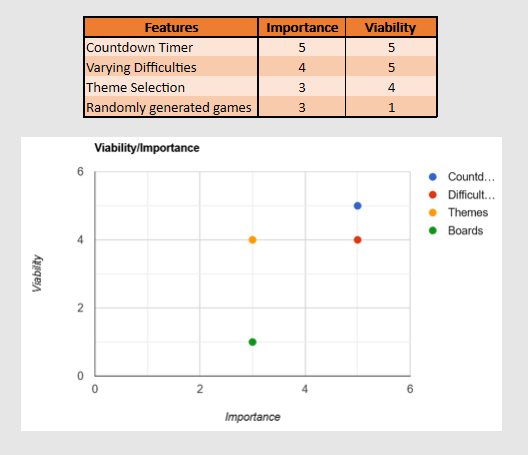 Features Importance Viability
Countdown Timer 5 5
Varying Difficulties 4 5
Theme Selection 3 4
Randomly generated games 3 1
Viability/Importance
6
4
2
0
Viability
0 2 4 6
Importance
Countd...
Difficult...
Themes
Boards